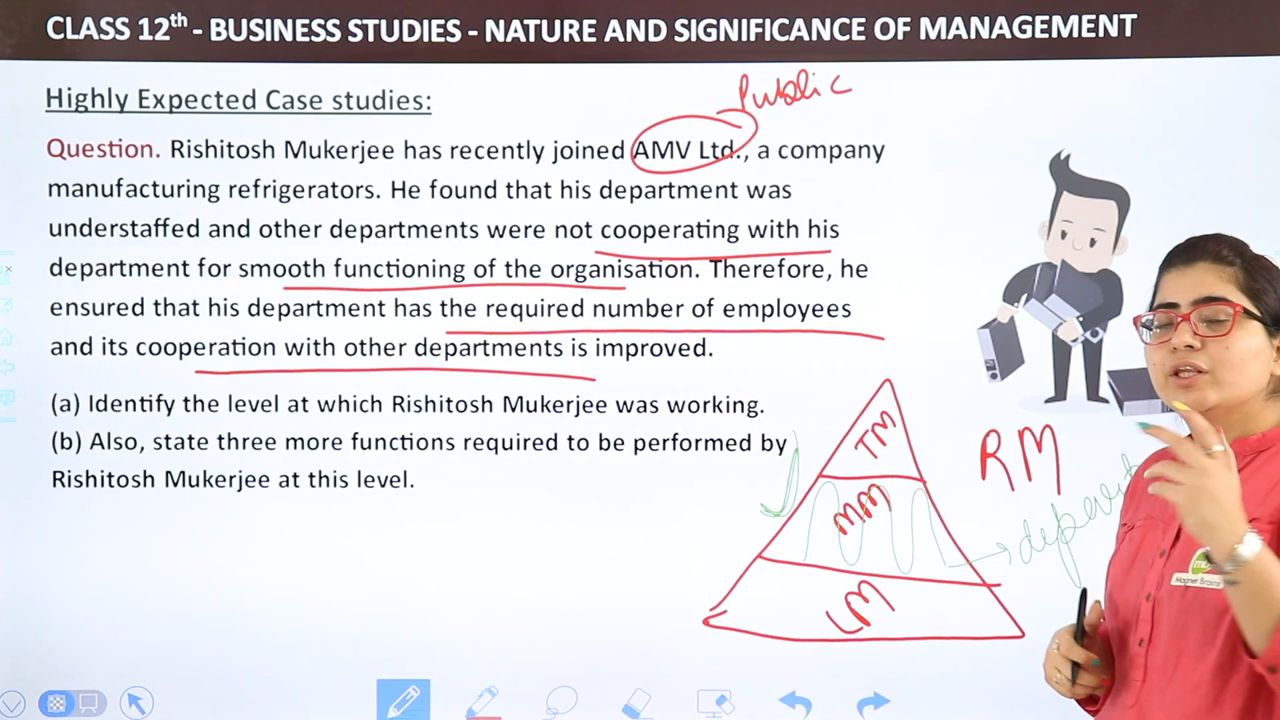 CLASS 12th - BUSINESS STUDIES - NATURE AND SIGNIFICANCE OF MANAGEMENT
Highly Expected Case studies:
Public
Question. Rishitosh Mukerjee has recently joined AMV Ltd., a company
manufacturing refrigerators. He found that his department was
understaffed and other departments were not cooperating with his
department for smooth functioning of the organisation. Therefore, he
ensured that his department has the required number of employees
and its cooperation with other departments is improved.
(a) Identify the level at which Rishitosh Mukerjee was working.
(b) Also, state three more functions required to be performed by
Rishitosh Mukerjee at this level.
TM
MM
LM
RM
Magnet Brains